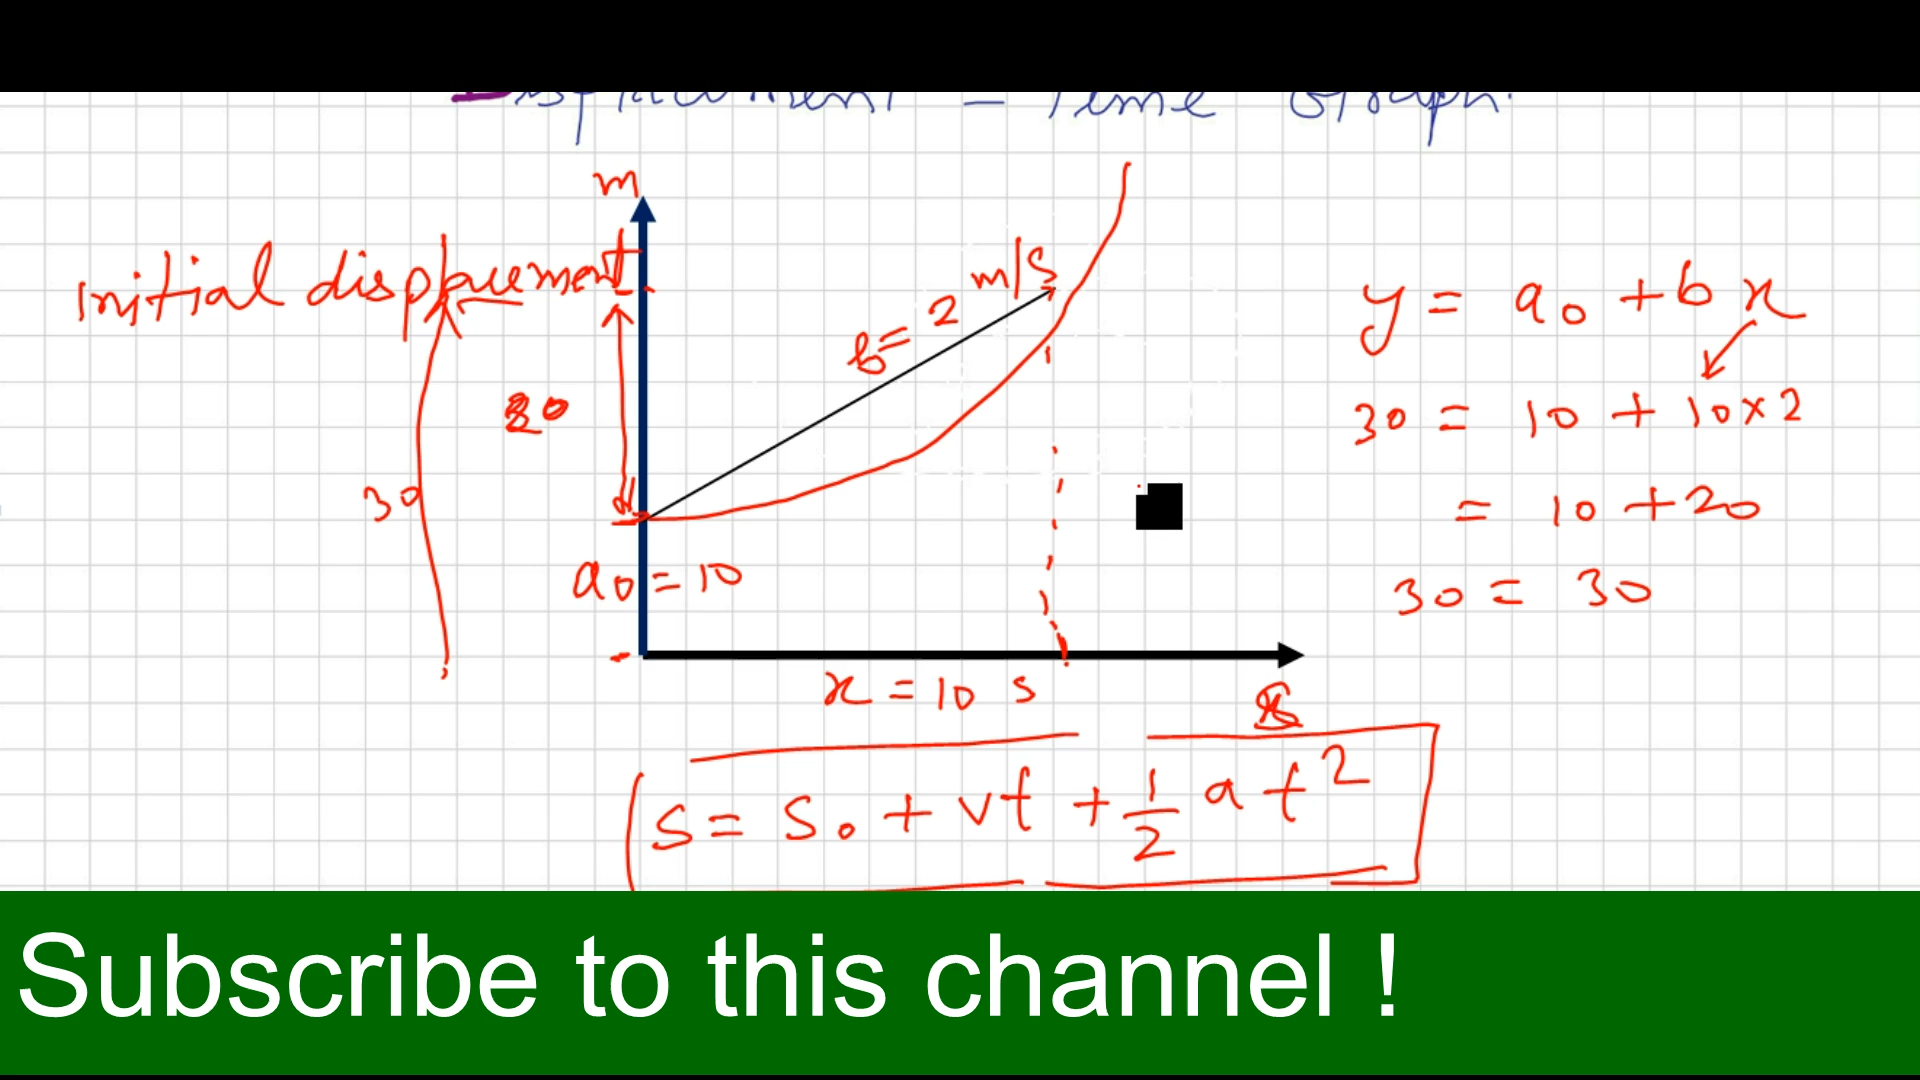 Displacement - Time Graph.
m
Initial displacement
b = 2 m/s
y = a₀ + b x
30 = 10 + 10 x 2
20
30
= 10 + 20
a₀ = 10
30 = 30
x = 10 s
s = s₀ + vt + 1/2 at²
Subscribe to this channel !